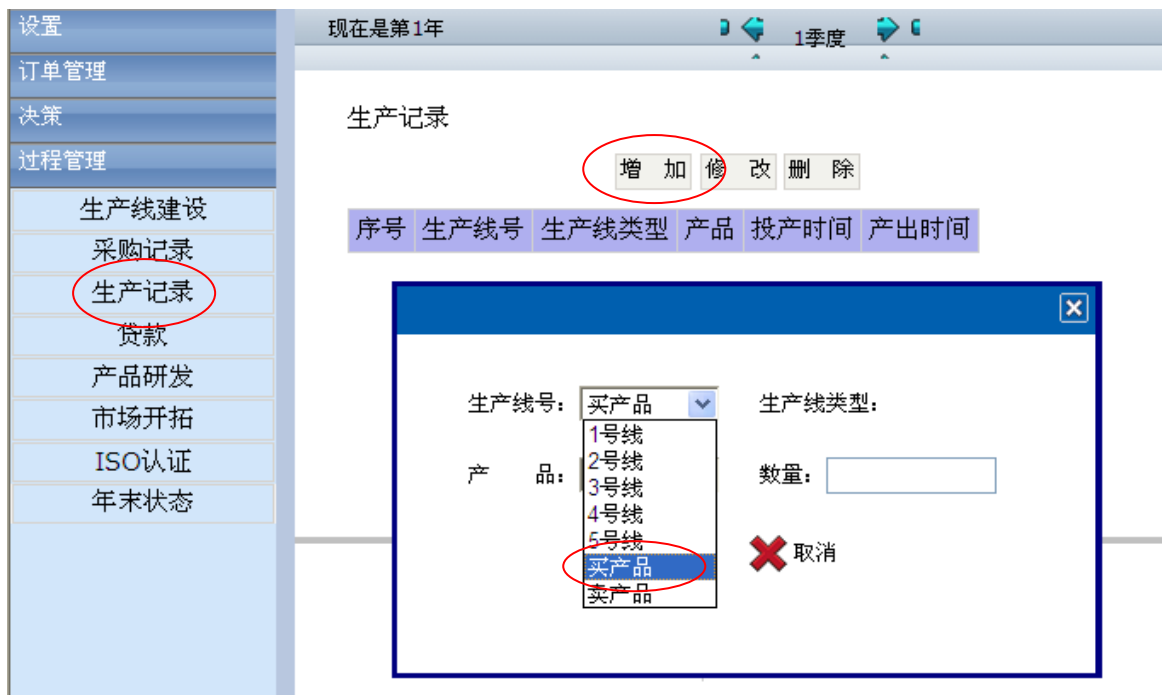 设置
订单管理
决策
过程管理
生产线建设
采购记录
生产记录
贷款
产品研发
市场开拓
ISO认证
年末状态
现在是第1年 1季度
生产记录
增 加 修 改 删 除
序号 生产线号 生产线类型 产品 投产时间 产出时间
生产线号: 买产品 生产线类型:
1号线
2号线
产 品: 数量:
3号线
4号线
5号线
取消
买产品
卖产品